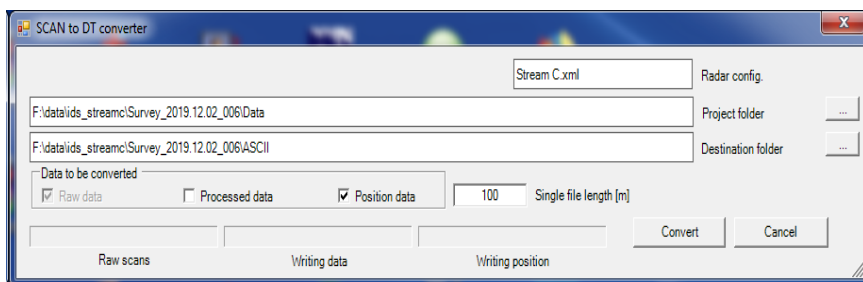 SCAN to DT converter
Stream C.xml Radar config.
F:\data\ids_streamc\Survey_2019.12.02_006\Data Project folder ...
F:\data\ids_streamc\Survey_2019.12.02_006\ASCII Destination folder ...
Data to be converted
Raw data Processed data Position data 100 Single file length [m]
Convert Cancel
Raw scans Writing data Writing position